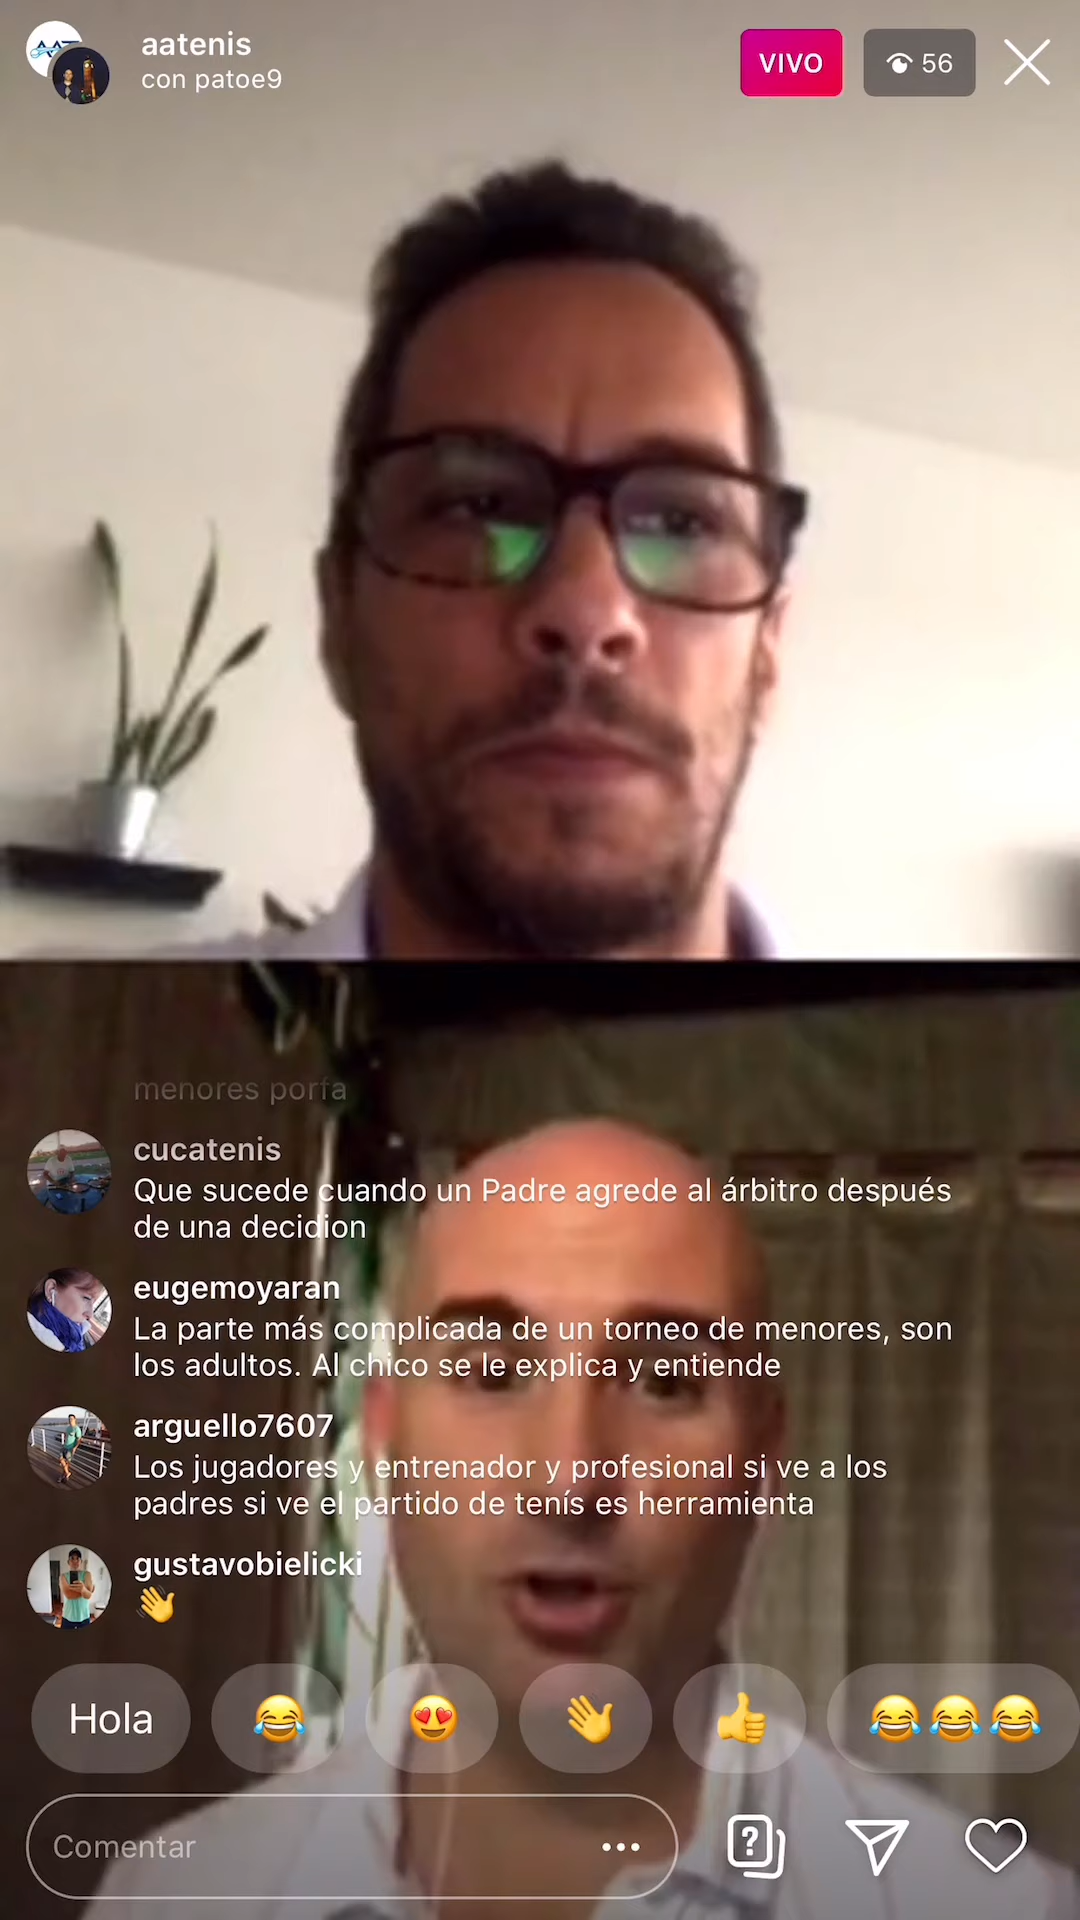 aatenis
con patoe9
VIVO
56
menores porfa
cucatenis
Que sucede cuando un Padre agrede al árbitro después
de una decidion
eugemoyaran
La parte más complicada de un torneo de menores, son
los adultos. Al chico se le explica y entiende
arguello7607
Los jugadores y entrenador y profesional si ve a los
padres si ve el partido de tenís es herramienta
gustavobielicki
👋
Hola
😂
😍
👋
👍
😂😂😂
Comentar